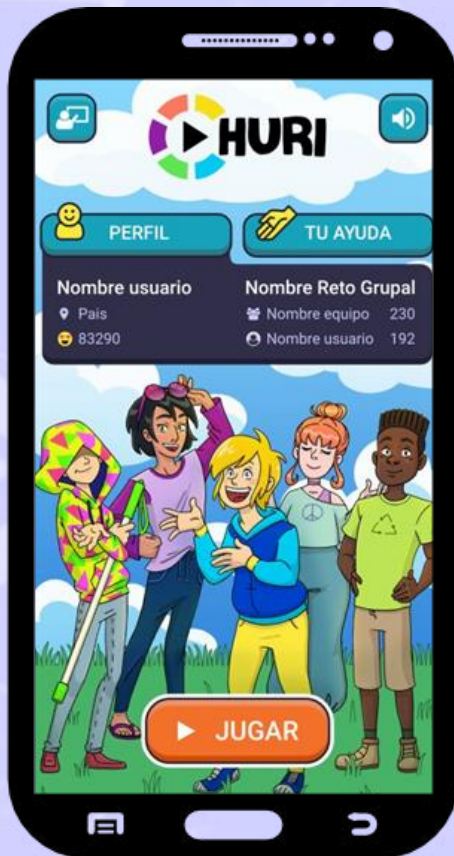 HURI
PERFIL
TU AYUDA
Nombre usuario
Nombre Reto Grupal
Pais
Nombre equipo 230
83290
Nombre usuario 192
JUGAR